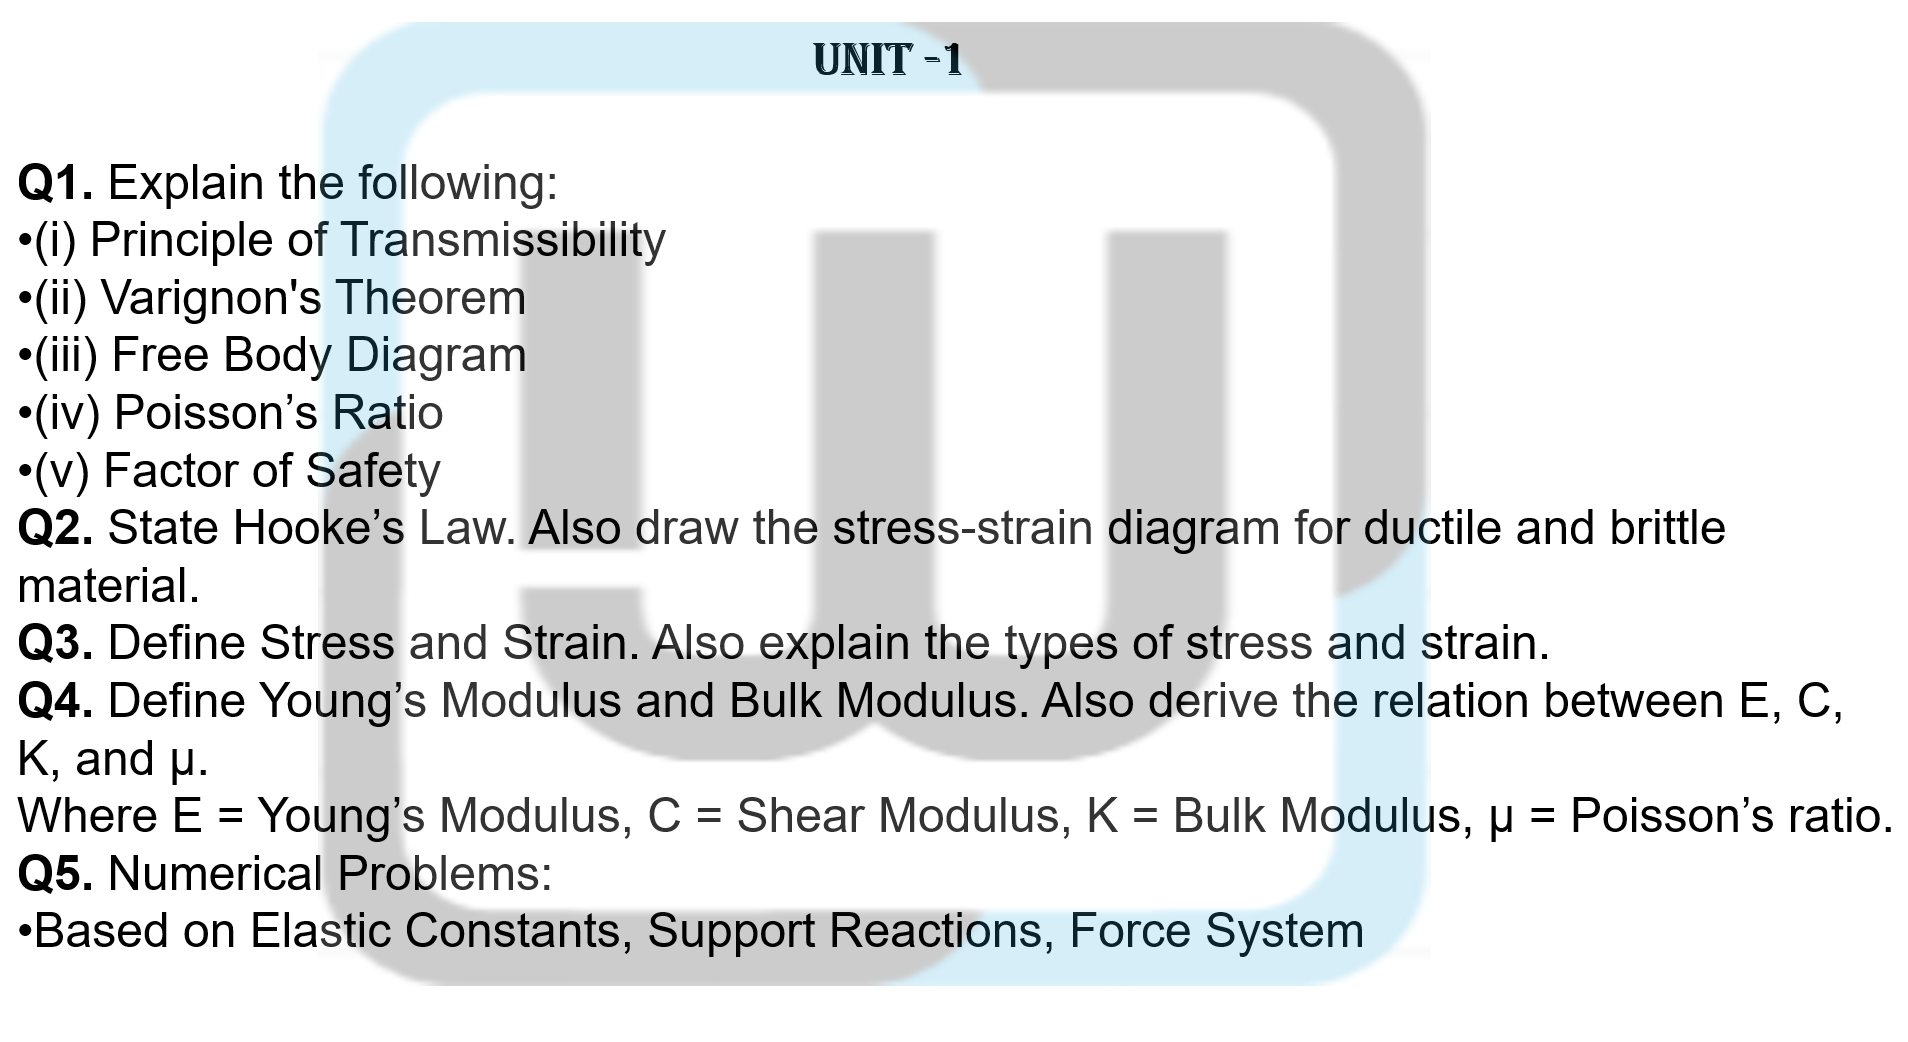 UNIT -1
Q1. Explain the following:
•(i) Principle of Transmissibility
•(ii) Varignon's Theorem
•(iii) Free Body Diagram
•(iv) Poisson’s Ratio
•(v) Factor of Safety
Q2. State Hooke’s Law. Also draw the stress-strain diagram for ductile and brittle
material.
Q3. Define Stress and Strain. Also explain the types of stress and strain.
Q4. Define Young’s Modulus and Bulk Modulus. Also derive the relation between E, C,
K, and μ.
Where E = Young’s Modulus, C = Shear Modulus, K = Bulk Modulus, μ = Poisson’s ratio.
Q5. Numerical Problems:
•Based on Elastic Constants, Support Reactions, Force System